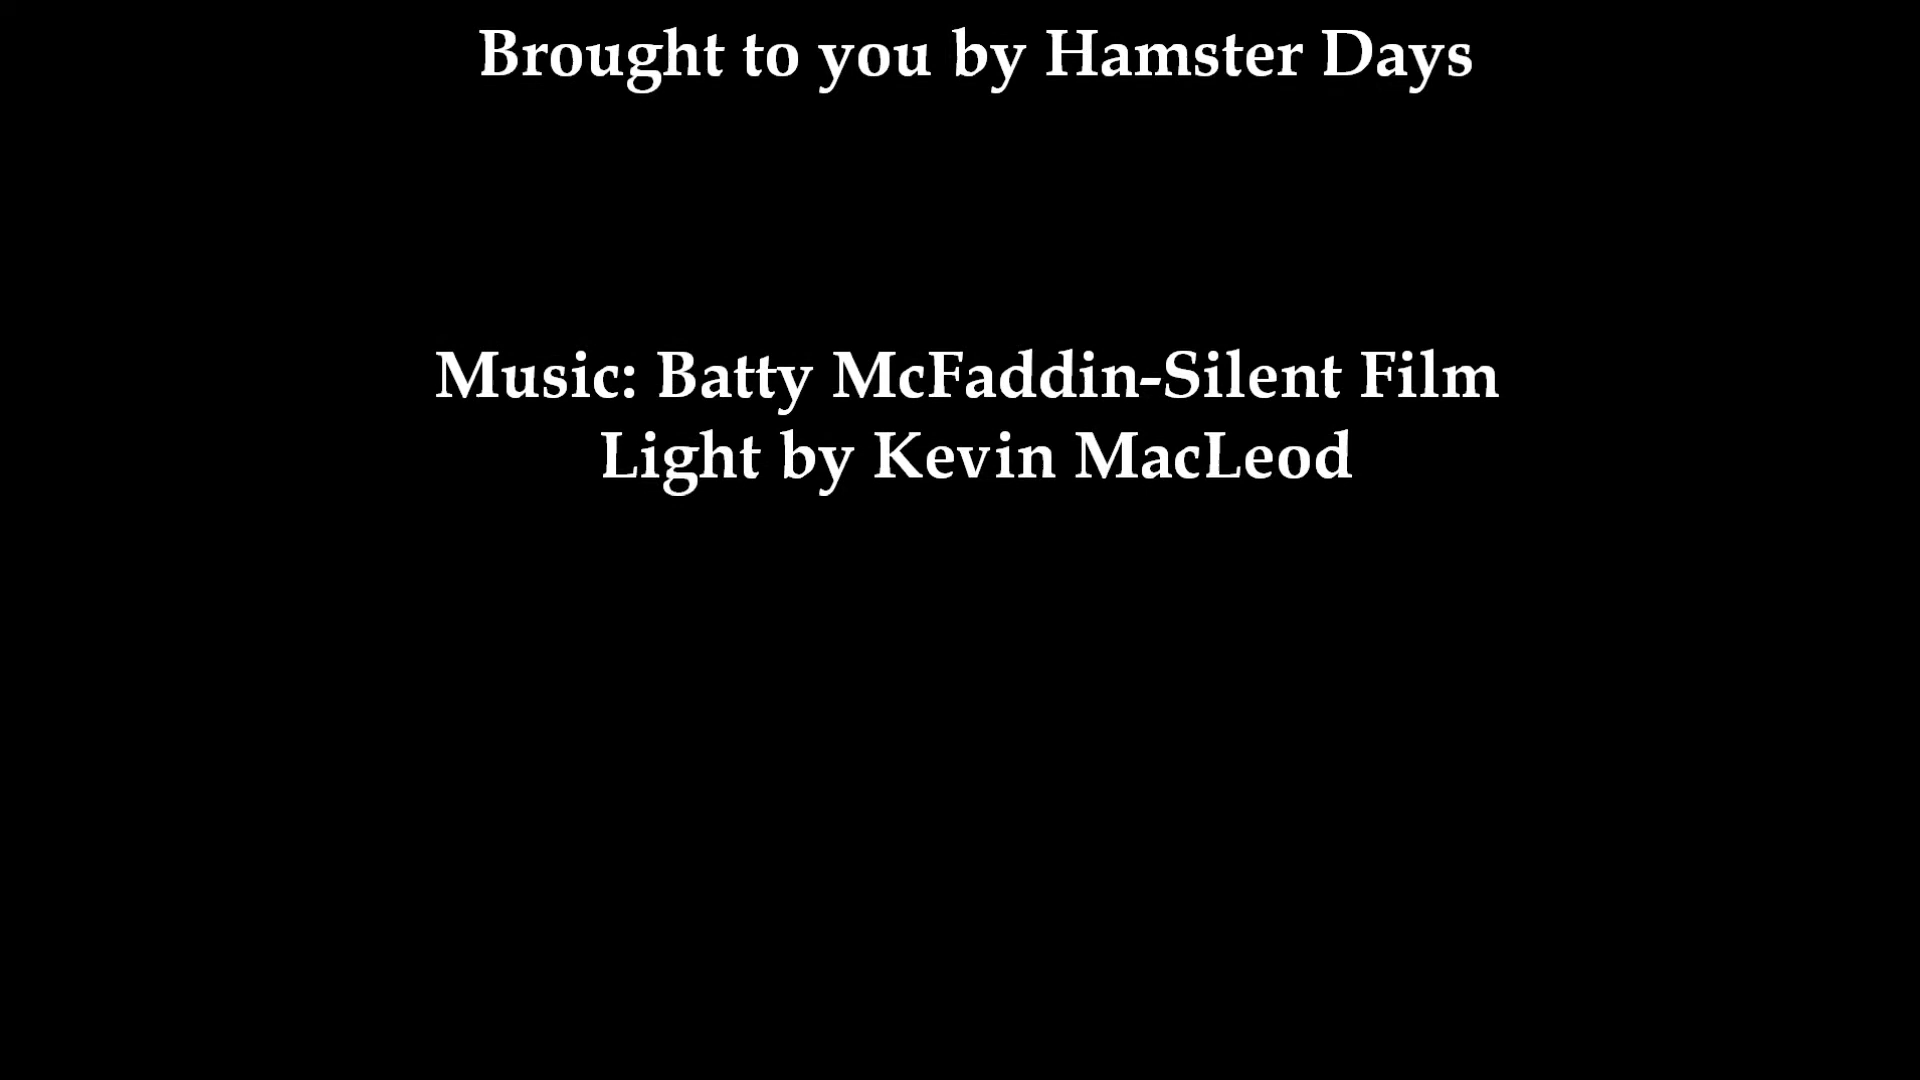 Brought to you by Hamster Days
Music: Batty McFaddin-Silent Film
Light by Kevin MacLeod